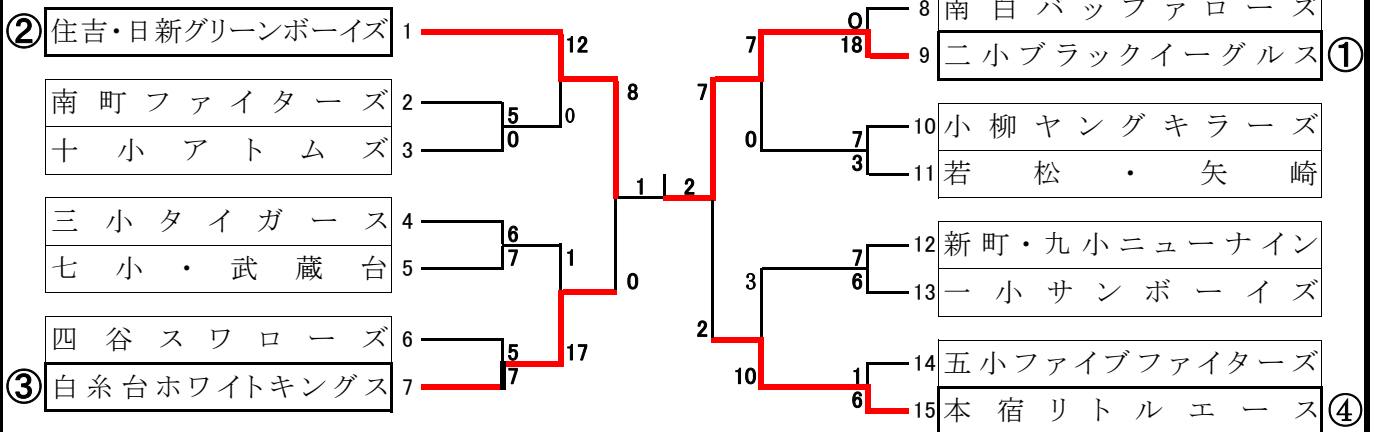 ② 住吉・日新グリーンボーイズ 1
南町ファイターズ 2
十小アトムズ 3
三小タイガース 4
七小・武蔵台 5
四谷スワローズ 6
③ 白糸台ホワイトキングス 7
12
0
5
0
8
6
7
1
0
5
7
17
1 2
8 南白バッファローズ
9 二小ブラックイーグルス ①
10 小柳ヤングキラーズ
11 若松・矢崎
12 新町・九小ニューナイン
13 一小サンボーイズ
14 五小ファイブファイターズ
15 本宿リトルエース ④
0
18
7
7
0
7
3
7
6
3
2
10
1
6